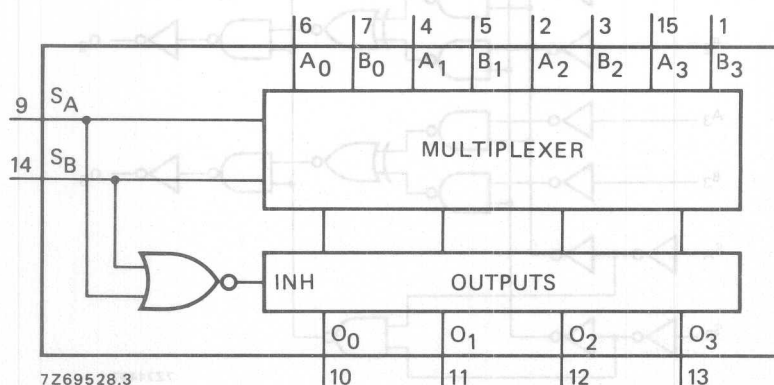 6 7 4 5 2 3 15 1
A0 B0 A1 B1 A2 B2 A3 B3
9 SA
MULTIPLEXER
14 SB
INH OUTPUTS
O0 O1 O2 O3
7Z69528.3 10 11 12 13